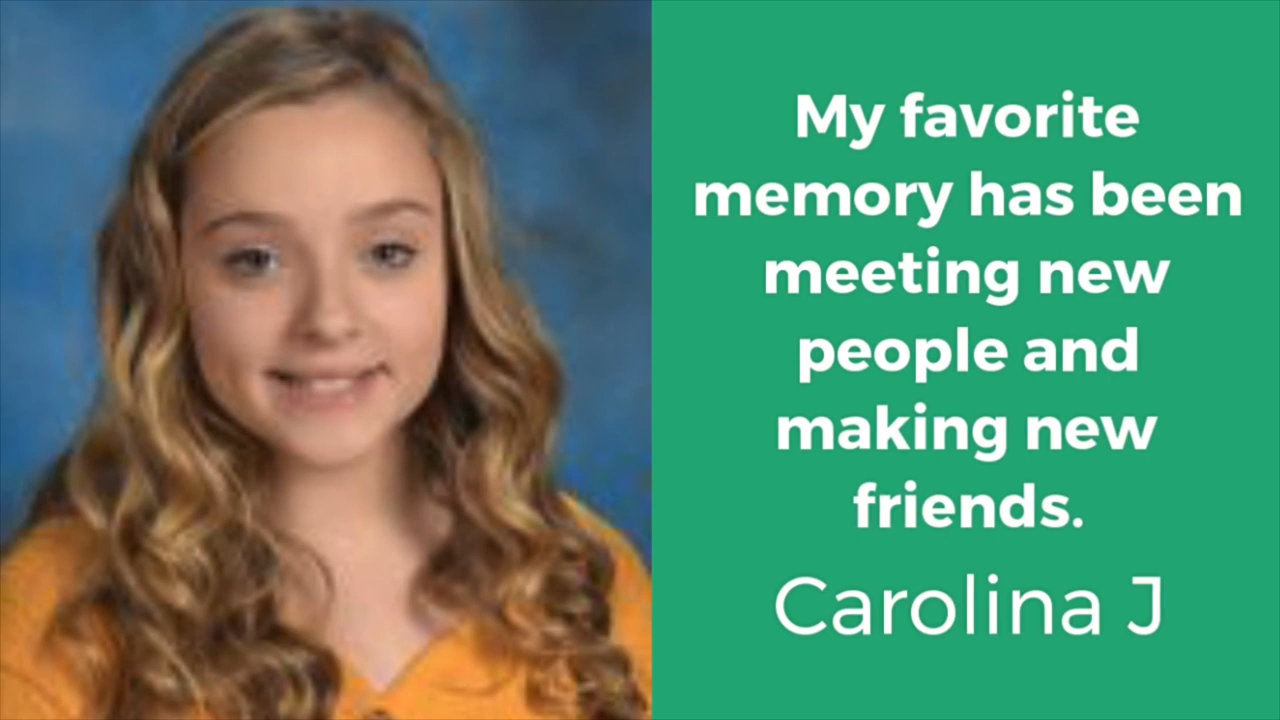 My favorite
memory has been
meeting new
people and
making new
friends.
Carolina J